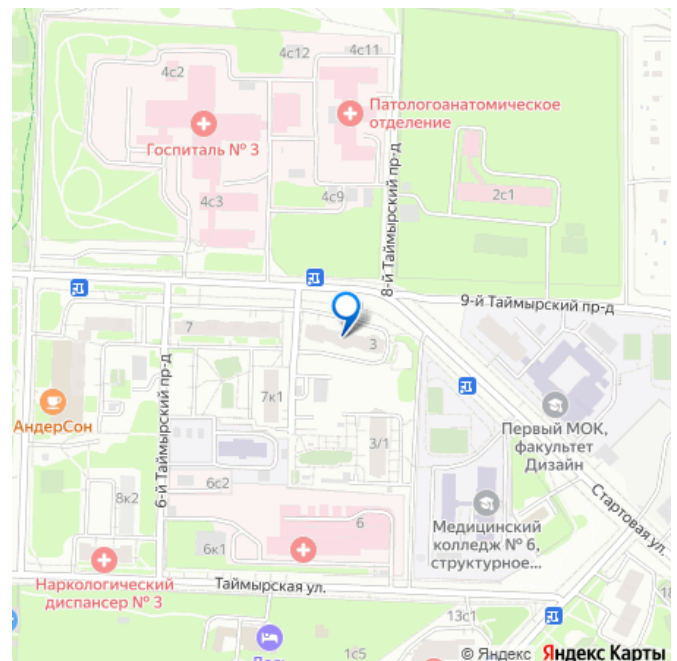 4с12
4с11
4с2
Патологоанатомическое
отделение
Госпиталь № 3
4с3
4с9
2с1
8-й Таймырский пр-д
9-й Таймырский пр-д
7
3
6-й Таймырский пр-д
7к1
АндерСон
Первый МОК,
факультет
Дизайн
3/1
6с2
8к2
6
Стартовая ул.
6к1
Медицинский
колледж № 6,
структурное...
Наркологический
диспансер № 3
Таймырская ул.
13с1
18
1с5
© Яндекс Яндекс Карты